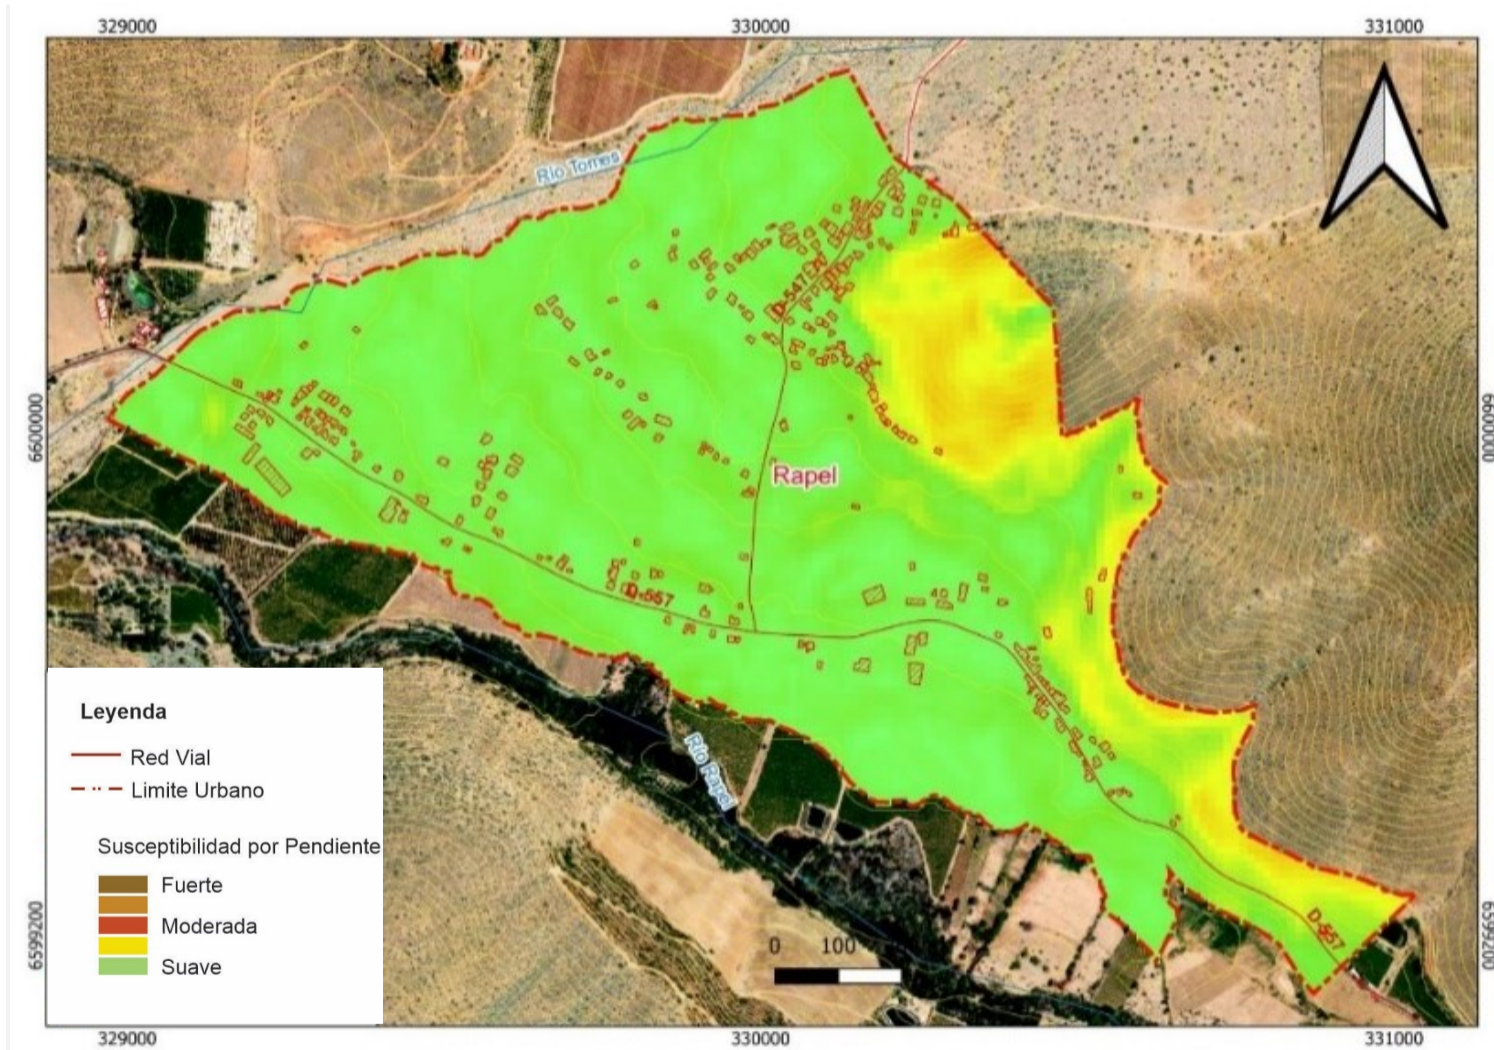 329000 330000 331000
Río Torres
D-547
6600000
6600000
Rapel
D-557
Río Rapel
Leyenda
Red Vial
Limite Urbano
Susceptibilidad por Pendiente
Fuerte
Moderada
Suave
0 100
D-557
6599200
6599200
329000 330000 331000